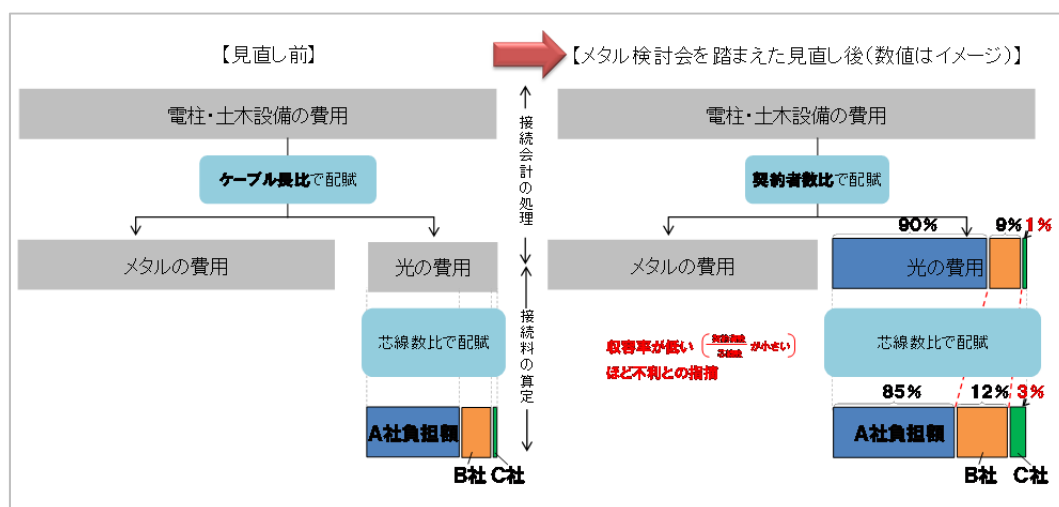 【見直し前】
【メタル検討会を踏まえた見直し後(数値はイメージ)】
電柱・土木設備の費用
ケーブル長比で配賦
メタルの費用
光の費用
芯線数比で配賦
A社負担額
B社
C社
接続会計の処理
接続料の算定
電柱・土木設備の費用
契約者数比で配賦
90%
9%
1%
メタルの費用
光の費用
収容率が低い
が小さい
ほど不利との指摘
芯線数比で配賦
85%
12%
3%
A社負担額
B社
C社